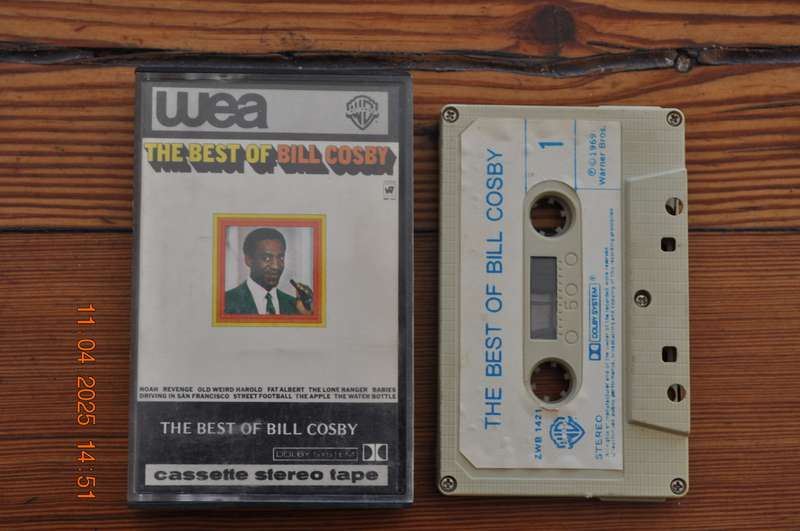 wea
THE BEST OF BILL COSBY
NOAH REVENGE OLD WEIRD HAROLD FAT ALBERT THE LONE RANGER BABIES
DRIVING IN SAN FRANCISCO STREET FOOTBALL THE APPLE THE WATER BOTTLE
THE BEST OF BILL COSBY
DOLBY SYSTEM
cassette stereo tape
THE BEST OF BILL COSBY
1
℗ © 1969.
Warner Bros.
50
DOLBY SYSTEM ®
ZWB 1421
STEREO
11 04 2025 14:51